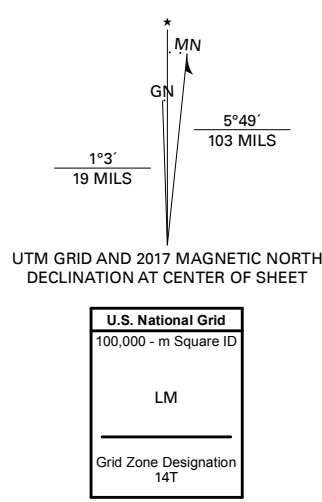 ★
MN
GN
5°49´
103 MILS
1°3´
19 MILS
UTM GRID AND 2017 MAGNETIC NORTH
DECLINATION AT CENTER OF SHEET
U.S. National Grid
100,000 - m Square ID
LM
Grid Zone Designation
14T